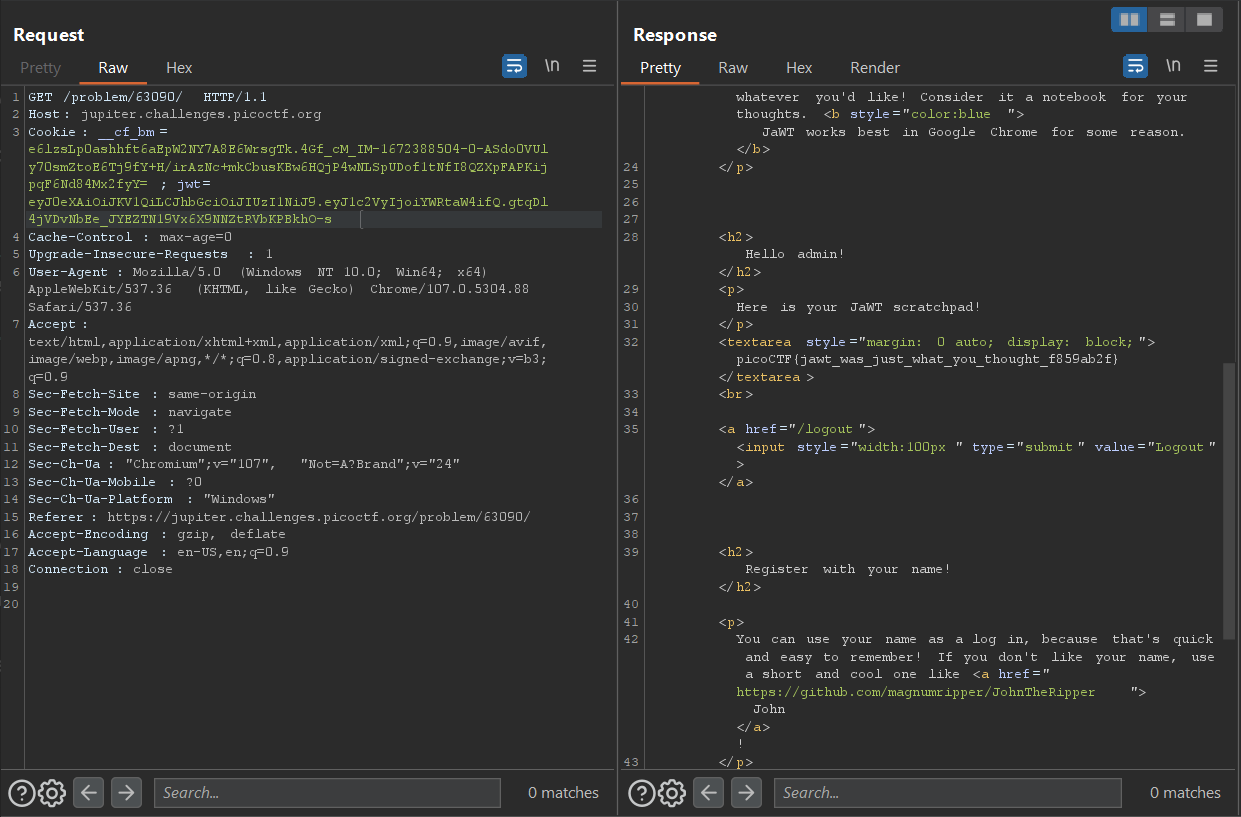 Request
Pretty Raw Hex \n
1 GET /problem/63090/ HTTP/1.1
2 Host: jupiter.challenges.picoctf.org
3 Cookie: __cf_bm=
e6lzsLp0ashhft6aEpW2NY7A8E6WrsgTk.4Gf_cM_IM-1672388504-0-ASdo0VUl
y70smZtoE6Tj9fY+H/irAzNc+mkCbusKBw6HQjP4wNLSpUDof1tNfI8QZXpFAPKij
pqF6Nd84Mx2fyY= ; jwt=
eyJ0eXAiOiJKV1QiLCJhbGciOiJIUzI1NiJ9.eyJ1c2VyIjoiYWRtaW4ifQ.gtqDl
4jVDvNbEe_JYEZTN19Vx6X9NNZtRVbKPBkhO-s
4 Cache-Control : max-age=0
5 Upgrade-Insecure-Requests : 1
6 User-Agent : Mozilla/5.0 (Windows NT 10.0; Win64; x64)
AppleWebKit/537.36 (KHTML, like Gecko) Chrome/107.0.5304.88
Safari/537.36
7 Accept :
text/html,application/xhtml+xml,application/xml;q=0.9,image/avif,
image/webp,image/apng,*/*;q=0.8,application/signed-exchange;v=b3;
q=0.9
8 Sec-Fetch-Site : same-origin
9 Sec-Fetch-Mode : navigate
10 Sec-Fetch-User : ?1
11 Sec-Fetch-Dest : document
12 Sec-Ch-Ua : "Chromium";v="107", "Not=A?Brand";v="24"
13 Sec-Ch-Ua-Mobile : ?0
14 Sec-Ch-Ua-Platform : "Windows"
15 Referer : https://jupiter.challenges.picoctf.org/problem/63090/
16 Accept-Encoding : gzip, deflate
17 Accept-Language : en-US,en;q=0.9
18 Connection : close
19
20
Search...
0 matches
Response
Pretty Raw Hex Render \n
whatever you'd like! Consider it a notebook for your
thoughts. <b style="color:blue ">
JaWT works best in Google Chrome for some reason.
</b>
24 </p>
25
26
27
28 <h2>
Hello admin!
</h2>
29 <p>
30 Here is your JaWT scratchpad!
31 </p>
32 <textarea style="margin: 0 auto; display: block;">
picoCTF{jawt_was_just_what_you_thought_f859ab2f}
</textarea >
33 <br>
34
35 <a href="/logout ">
<input style="width:100px " type="submit" value="Logout "
>
</a>
36
37
38
39 <h2>
Register with your name!
</h2>
40
41 <p>
42 You can use your name as a log in, because that's quick
and easy to remember! If you don't like your name, use
a short and cool one like <a href="
https://github.com/magnumripper/JohnTheRipper ">
John
</a>
!
43 </p>
Search...
0 matches